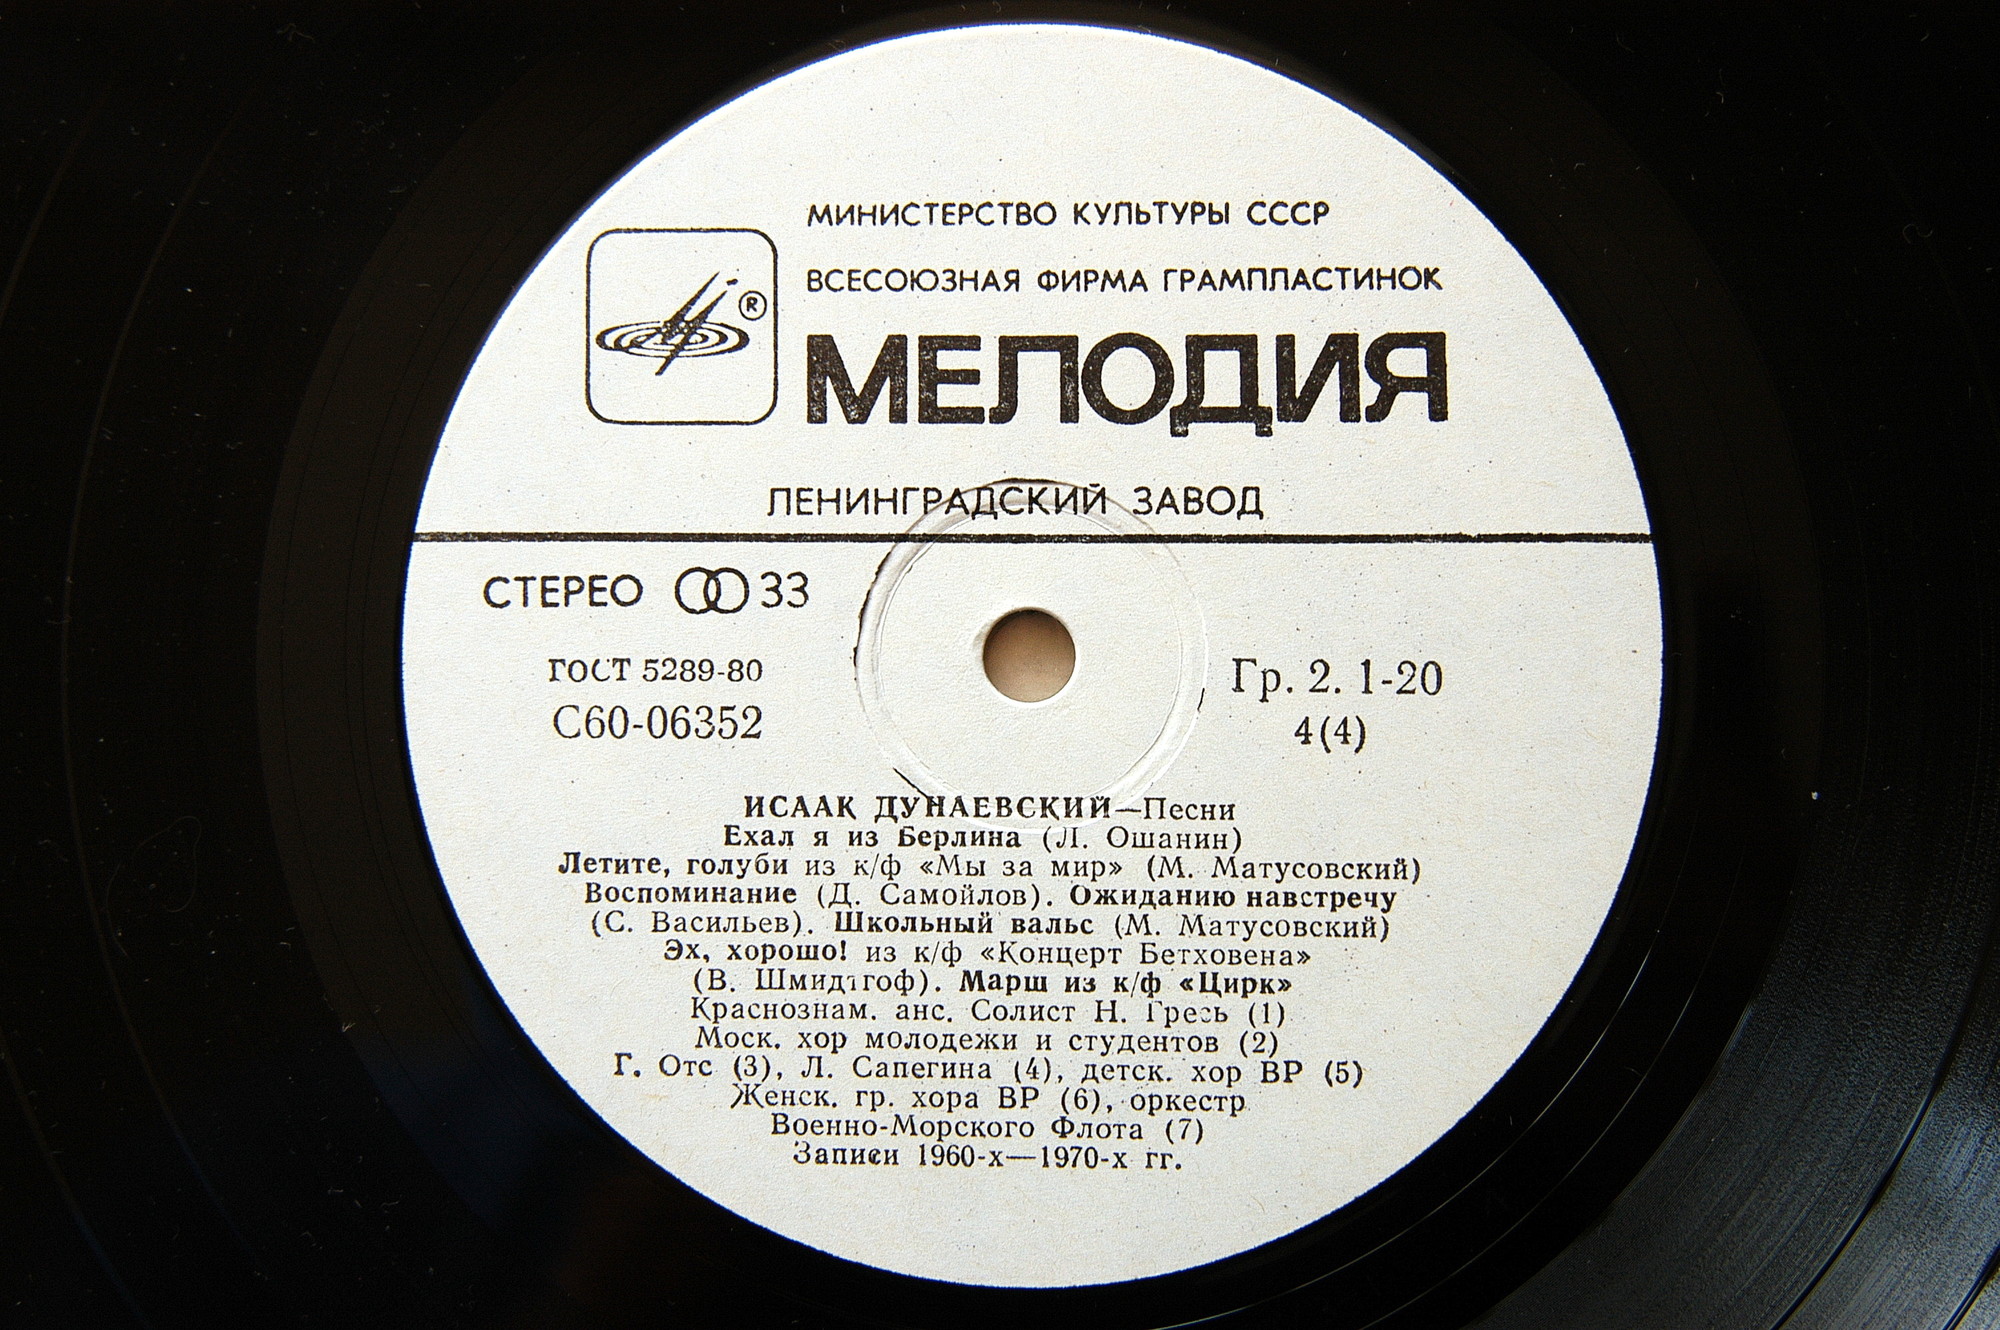 МИНИСТЕРСТВО КУЛЬТУРЫ СССР
ВСЕСОЮЗНАЯ ФИРМА ГРАМПЛАСТИНОК
®
МЕЛОДИЯ
ЛЕНИНГРАДСКИЙ ЗАВОД
СТЕРЕО 33
ГОСТ 5289-80
С60-06352
Гр. 2. 1-20
4(4)
ИСААК ДУНАЕВСКИЙ—Песни
Ехал я из Берлина (Л. Ошанин)
Летите, голуби из к/ф «Мы за мир» (М. Матусовский)
Воспоминание (Д. Самойлов). Ожиданию навстречу
(С. Васильев). Школьный вальс (М. Матусовский)
Эх, хорошо! из к/ф «Концерт Бетховена»
(В. Шмидтгоф). Марш из к/ф «Цирк»
Краснознам. анс. Солист Н. Гресь (1)
Моск. хор молодежи и студентов (2)
Г. Отс (3), Л. Сапегина (4), детск. хор ВР (5)
Женск. гр. хора ВР (6), оркестр
Военно-Морского Флота (7)
Записи 1960-х—1970-х гг.